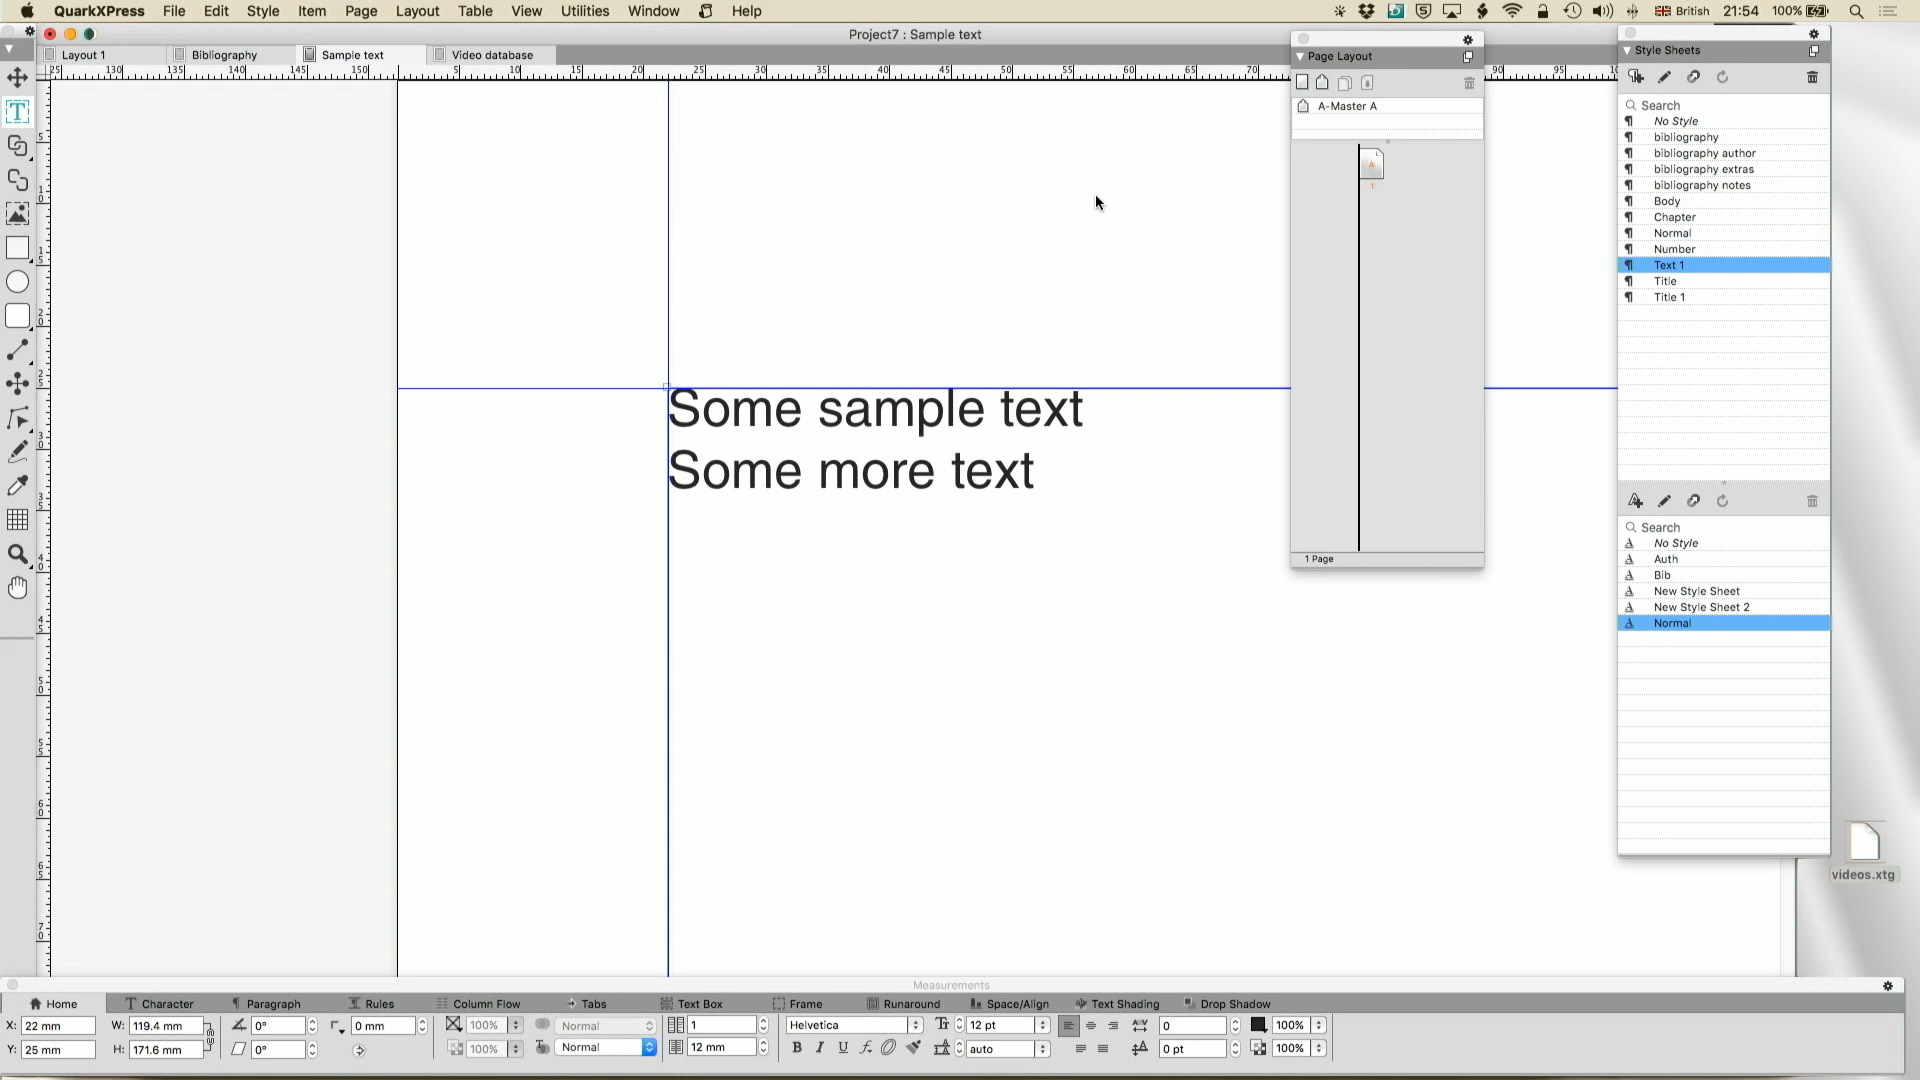 QuarkXPress File Edit Style Item Page Layout Table View Utilities Window Help British 21:54 100%
Project7 : Sample text
Layout 1 Bibliography Sample text Video database
Page Layout
A-Master A
A
1
1 Page
Style Sheets
Search
No Style
bibliography
bibliography author
bibliography extras
bibliography notes
Body
Chapter
Normal
Number
Text 1
Title
Title 1
Search
No Style
Auth
Bib
New Style Sheet
New Style Sheet 2
Normal
Some sample text
Some more text
videos.xtg
Measurements
Home Character Paragraph Rules Column Flow Tabs Text Box Frame Runaround Space/Align Text Shading Drop Shadow
X: 22 mm W: 119.4 mm 0° 0 mm 100% Normal 1 Helvetica 12 pt 0 100%
Y: 25 mm H: 171.6 mm 0° 100% Normal 12 mm B I U auto 0 pt 100%